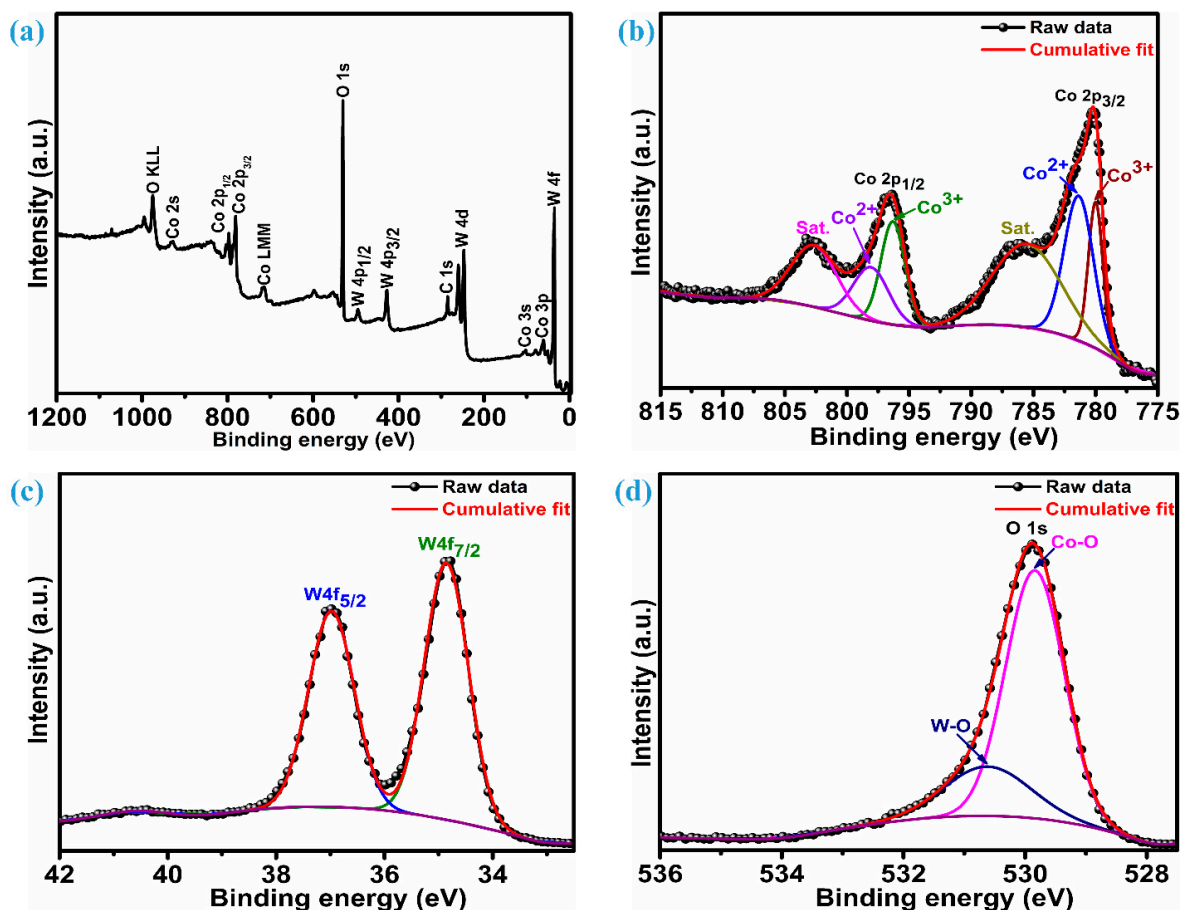 (a)
O KLL
Co 2s
Co 2p1/2
Co 2p3/2
Co LMM
O 1s
W 4p1/2
W 4p3/2
C 1s
W 4d
Co 3s
Co 3p
W 4f
Intensity (a.u.)
1200 1000 800 600 400 200 0
Binding energy (eV)
(b)
Raw data
Cumulative fit
Co 2p3/2
Co2+
Co3+
Co 2p1/2
Co2+
Co3+
Sat.
Sat.
Intensity (a.u.)
815 810 805 800 795 790 785 780 775
Binding energy (eV)
(c)
Raw data
Cumulative fit
W4f7/2
W4f5/2
Intensity (a.u.)
42 40 38 36 34
Binding energy (eV)
(d)
Raw data
Cumulative fit
O 1s
Co-O
W-O
Intensity (a.u.)
536 534 532 530 528
Binding energy (eV)